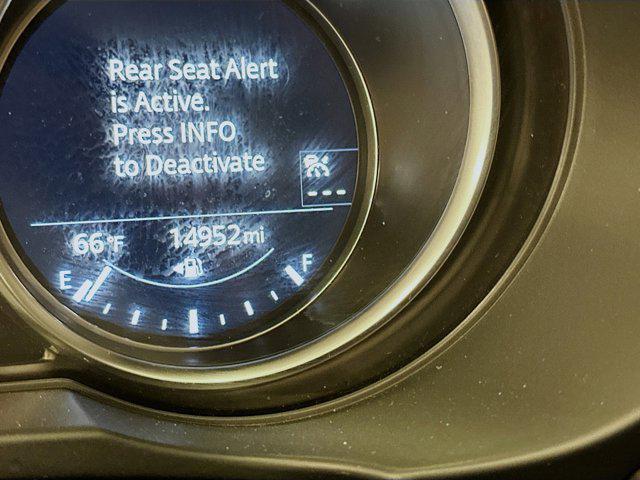 Rear Seat Alert
is Active.
Press INFO
to Deactivate
---
66°F 14952mi
E F